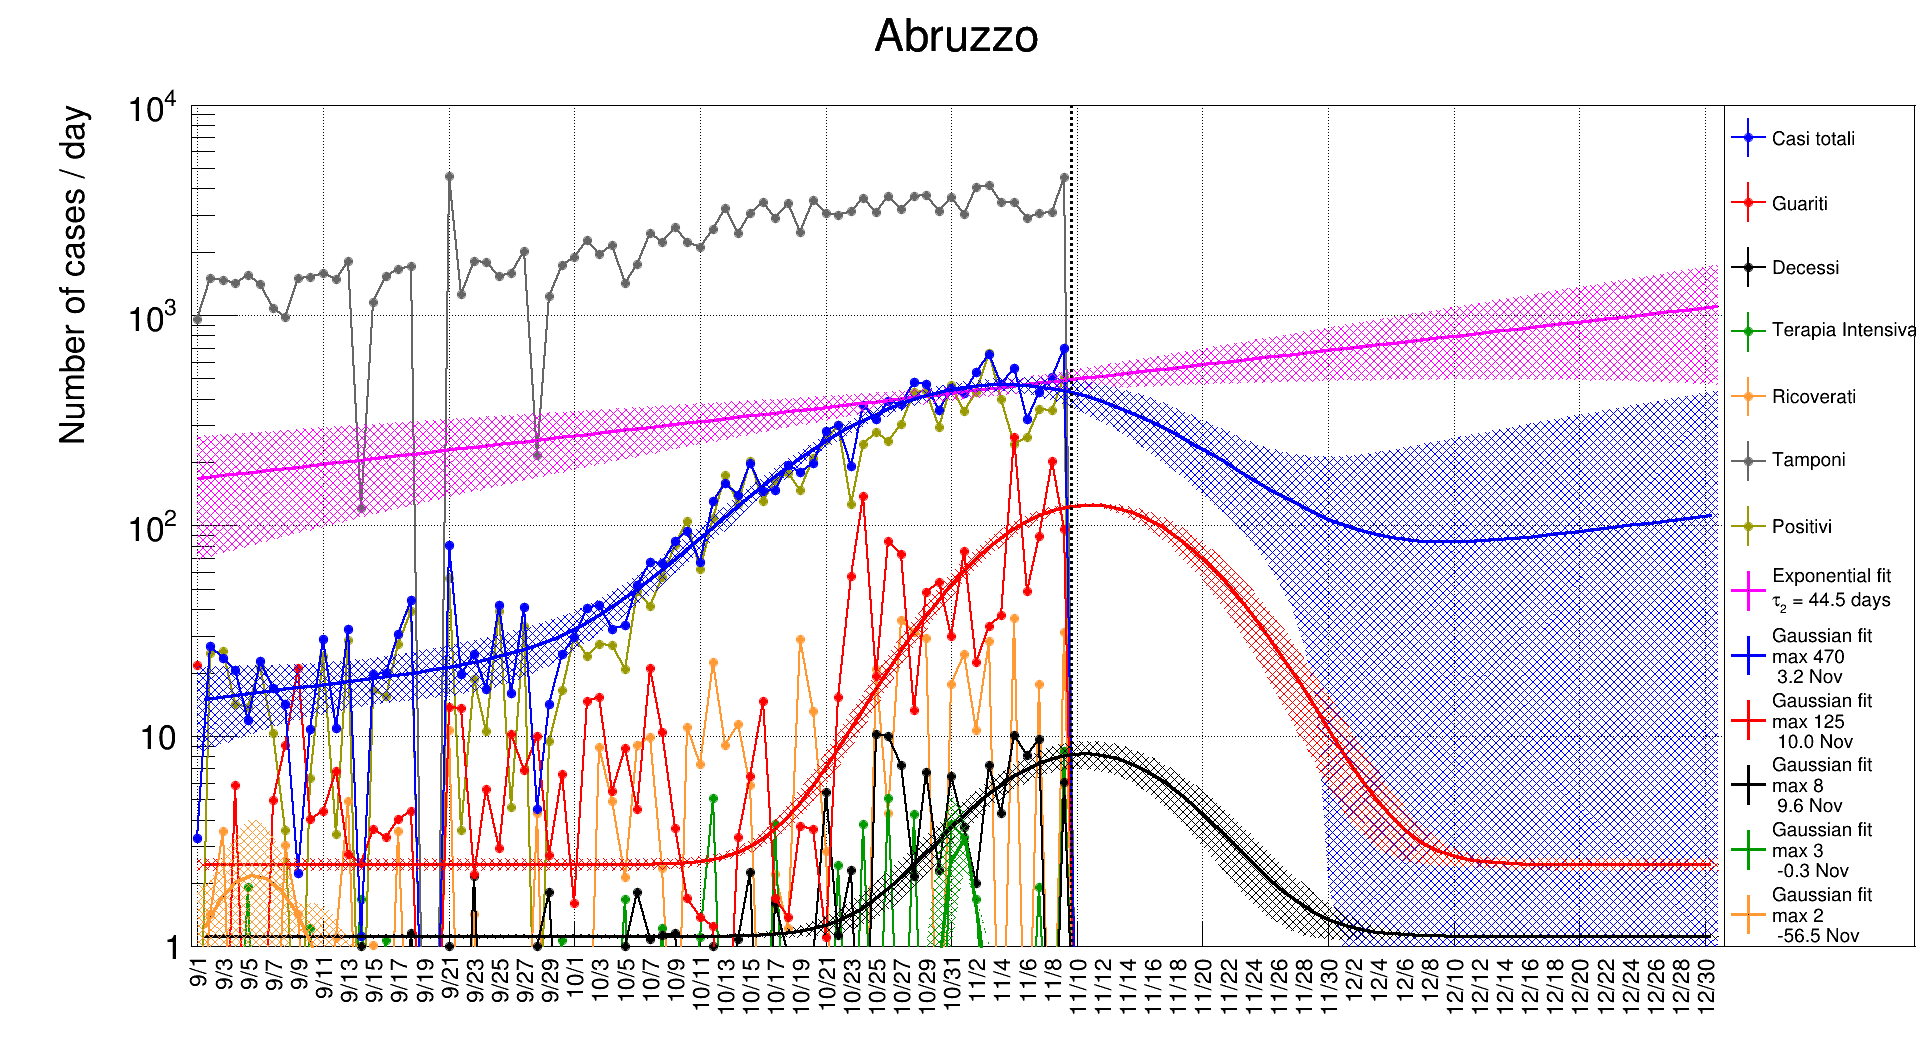 Abruzzo
Number of cases / day
10^4
10^3
10^2
10
1
9/1 9/3 9/5 9/7 9/9 9/11 9/13 9/15 9/17 9/19 9/21 9/23 9/25 9/27 9/29 10/1 10/3 10/5 10/7 10/9 10/11 10/13 10/15 10/17 10/19 10/21 10/23 10/25 10/27 10/29 10/31 11/2 11/4 11/6 11/8 11/10 11/12 11/14 11/16 11/18 11/20 11/22 11/24 11/26 11/28 11/30 12/2 12/4 12/6 12/8 12/10 12/12 12/14 12/16 12/18 12/20 12/22 12/24 12/26 12/28 12/30
Casi totali
Guariti
Decessi
Terapia Intensiva
Ricoverati
Tamponi
Positivi
Exponential fit
τ₂ = 44.5 days
Gaussian fit
max 470
3.2 Nov
Gaussian fit
max 125
10.0 Nov
Gaussian fit
max 8
9.6 Nov
Gaussian fit
max 3
-0.3 Nov
Gaussian fit
max 2
-56.5 Nov